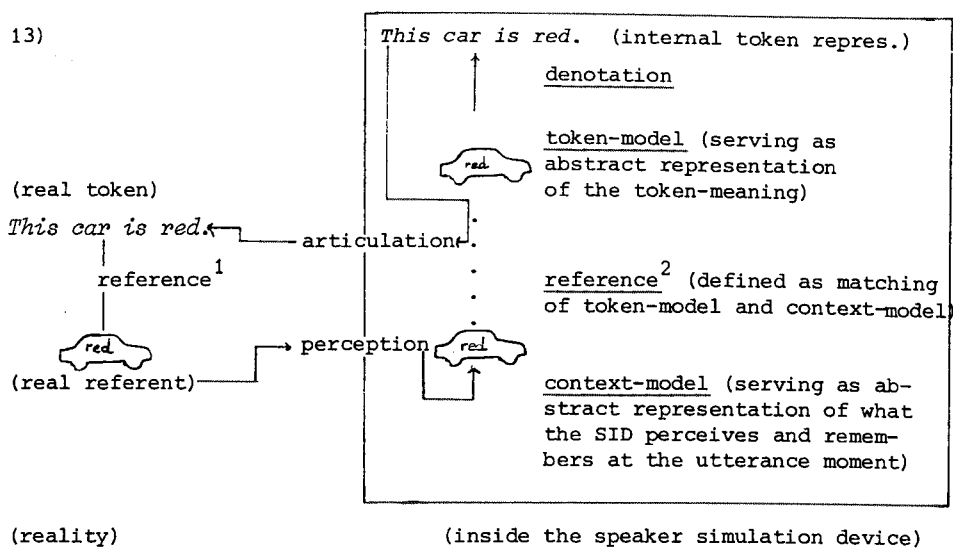 13)
This car is red. (internal token repres.)
denotation
token-model (serving as
abstract representation
of the token-meaning)
red
(real token)
This car is red.
articulation
reference1
reference2 (defined as matching
of token-model and context-model)
red
perception
red
(real referent)
context-model (serving as ab-
stract representation of what
the SID perceives and remem-
bers at the utterance moment)
(reality)
(inside the speaker simulation device)